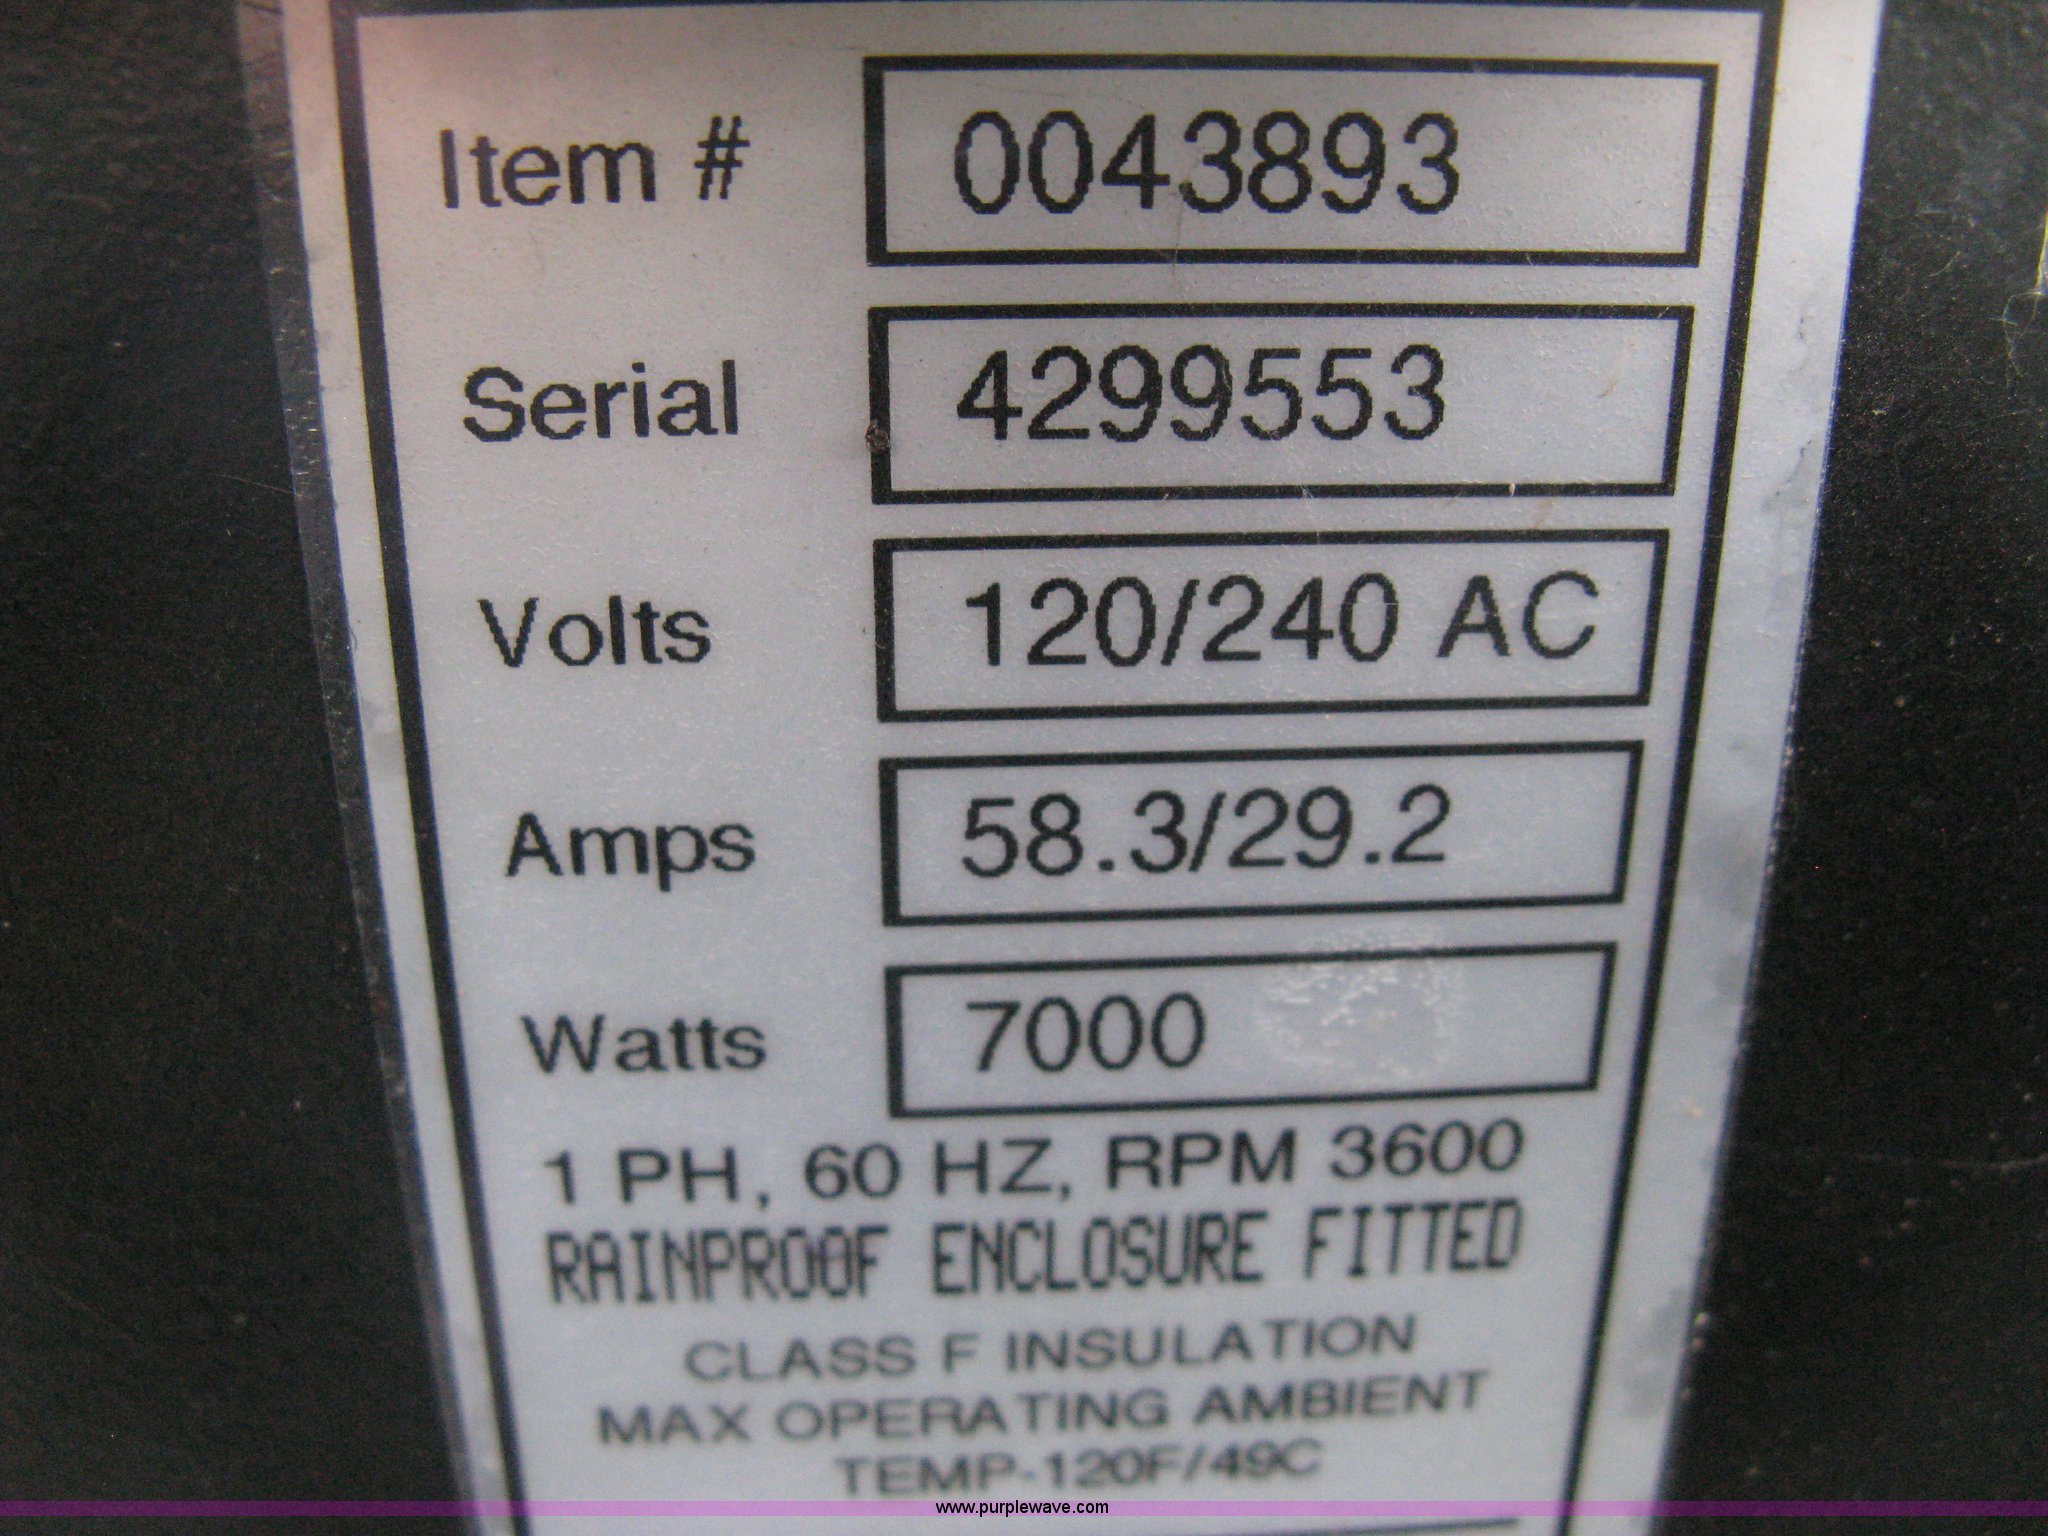 Item # 0043893
Serial 4299553
Volts 120/240 AC
Amps 58.3/29.2
Watts 7000
1 PH, 60 HZ, RPM 3600
RAINPROOF ENCLOSURE FITTED
CLASS F INSULATION
MAX OPERATING AMBIENT
TEMP-120F/49C
www.purplewave.com